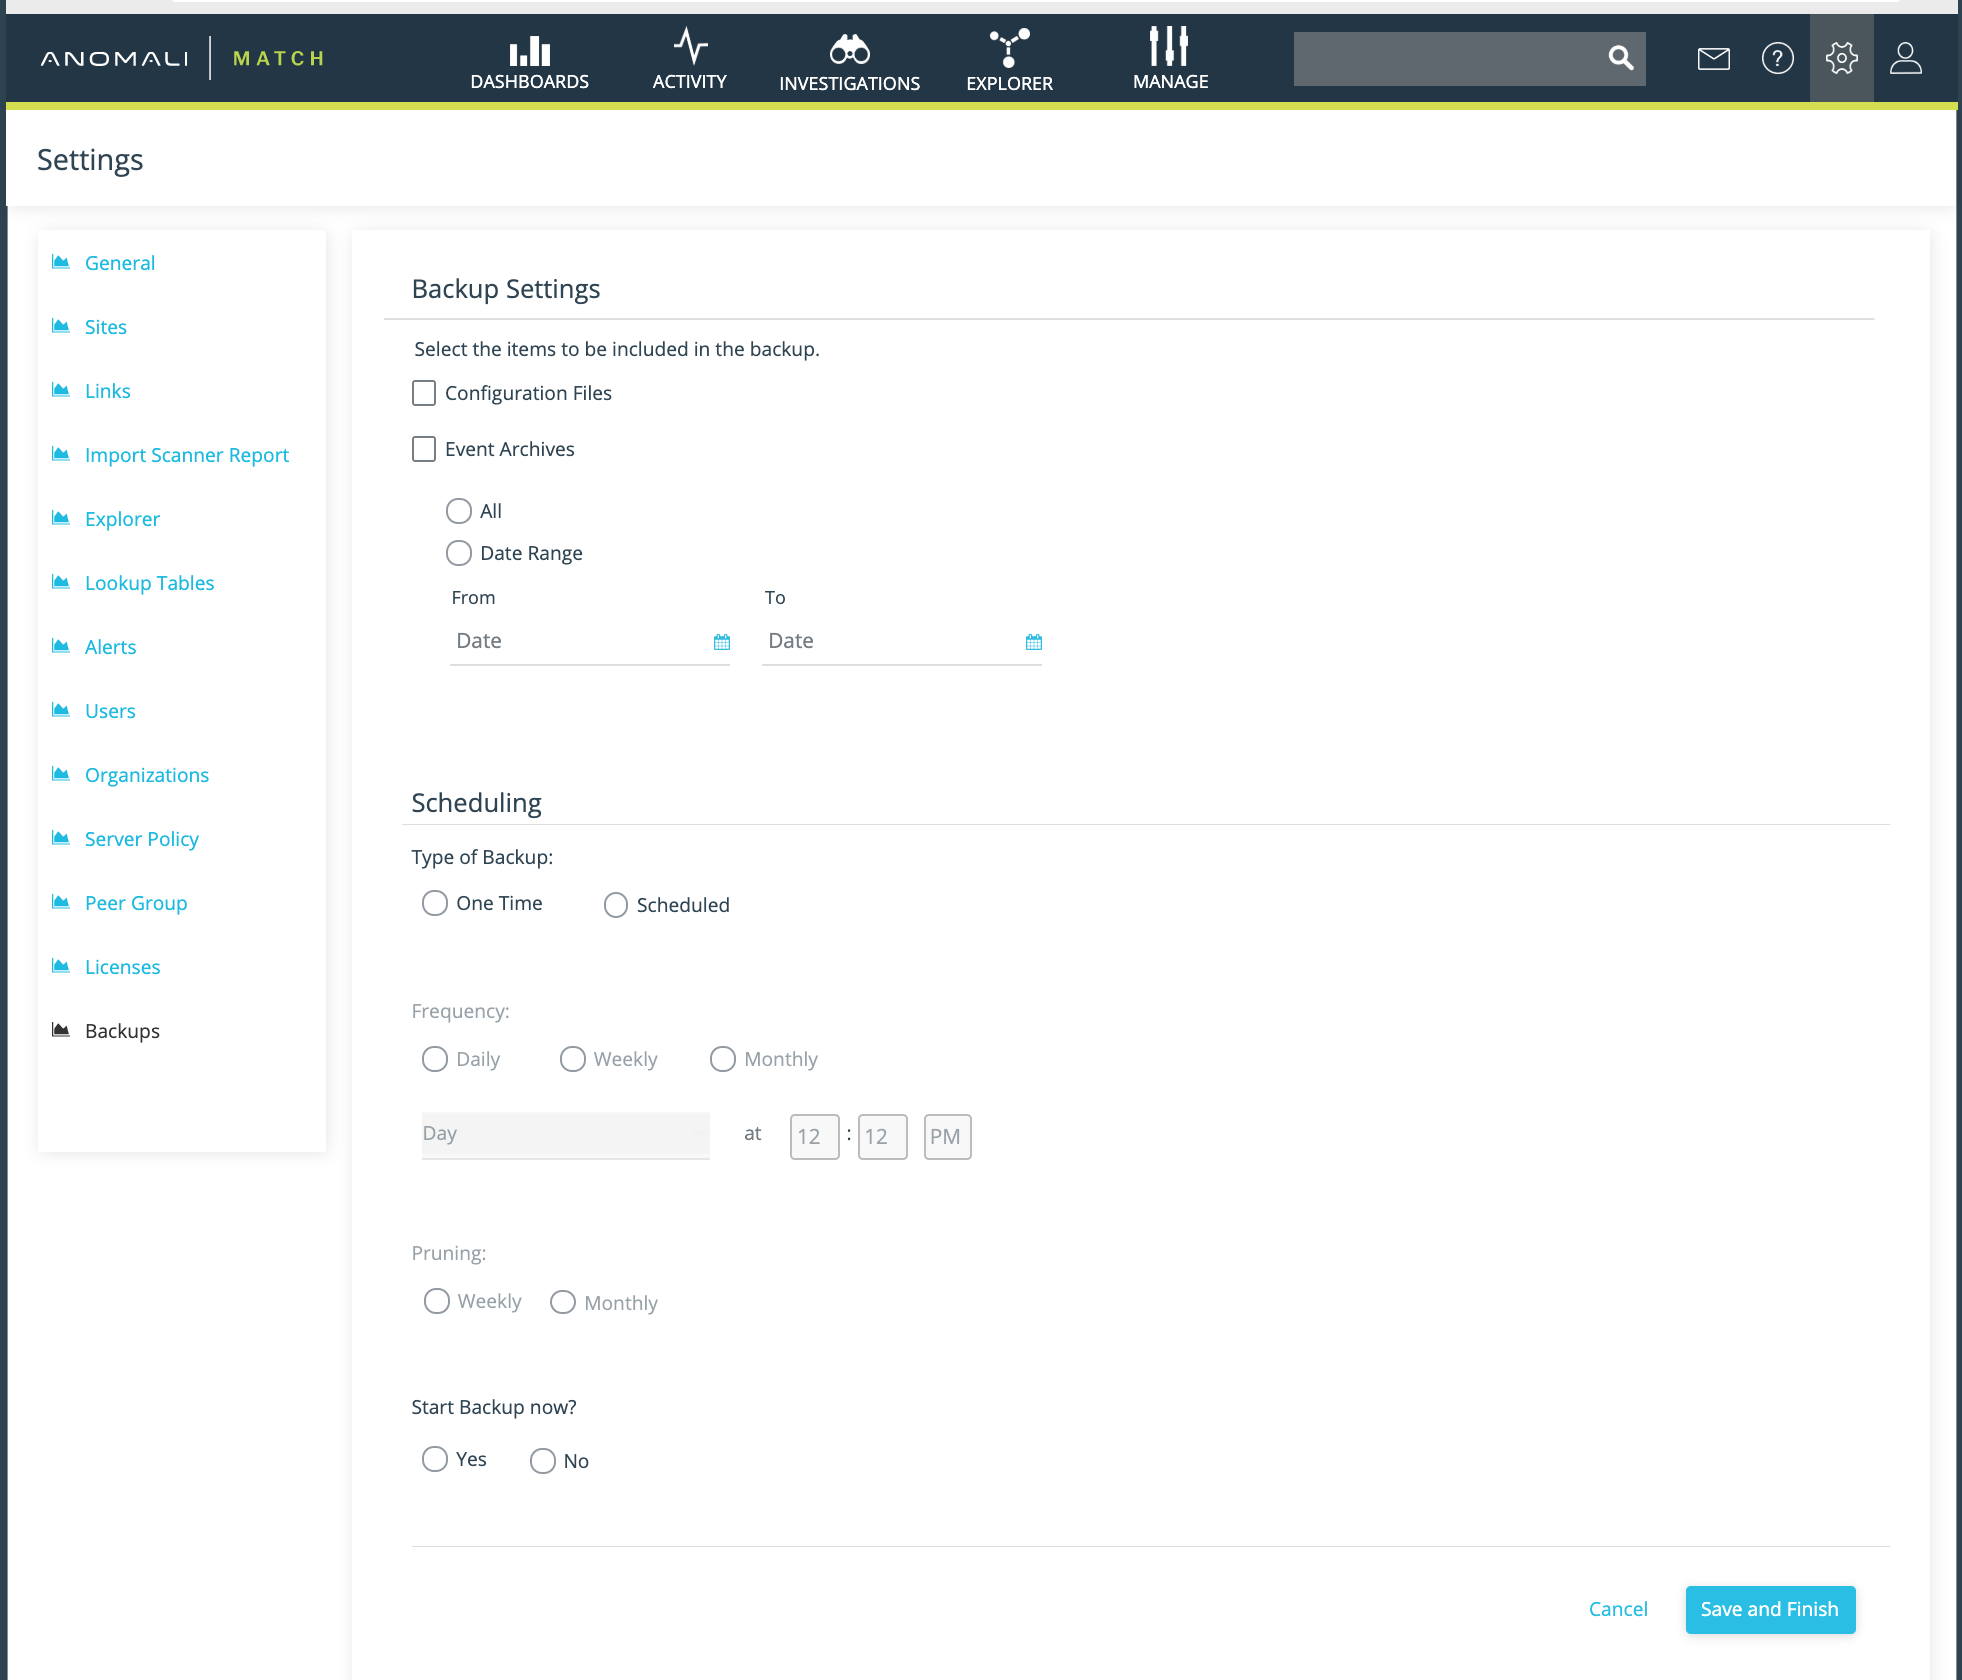 ANOMALI | MATCH
DASHBOARDS
ACTIVITY
INVESTIGATIONS
EXPLORER
MANAGE
?
Settings
General
Sites
Links
Import Scanner Report
Explorer
Lookup Tables
Alerts
Users
Organizations
Server Policy
Peer Group
Licenses
Backups
Backup Settings
Select the items to be included in the backup.
Configuration Files
Event Archives
All
Date Range
From To
Date Date
Scheduling
Type of Backup:
One Time Scheduled
Frequency:
Daily Weekly Monthly
Day at 12 : 12 PM
Pruning:
Weekly Monthly
Start Backup now?
Yes No
Cancel Save and Finish